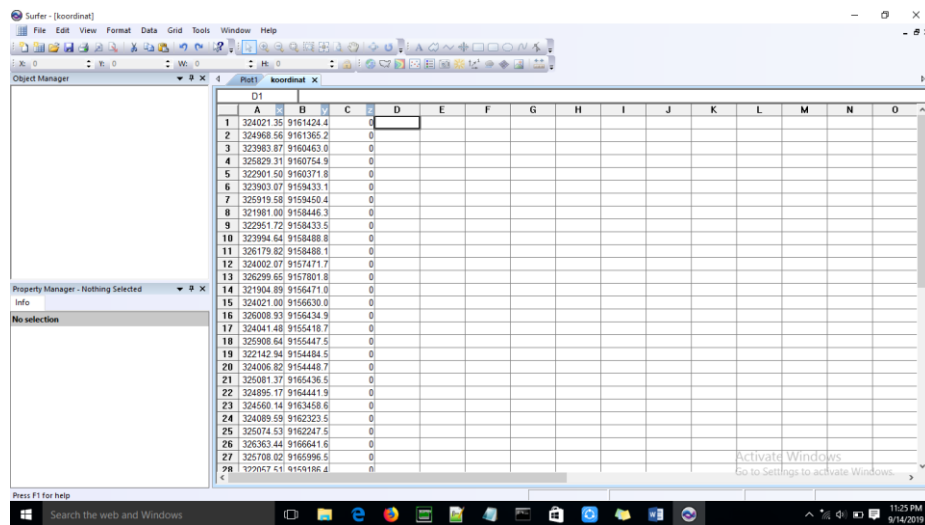 Surfer - [koordinat]
File Edit View Format Data Grid Tools Window Help
X: 0 Y: 0 W: 0 H: 0
Object Manager
Plot1 koordinat
D1
A x B y C z D E F G H I J K L M N O
1 324021.35 9161424.4 0
2 324968.56 9161365.2 0
3 323983.87 9160463.0 0
4 325829.31 9160754.9 0
5 322901.50 9160371.8 0
6 323903.07 9159433.1 0
7 325919.58 9159450.4 0
8 321981.00 9158446.3 0
9 322951.72 9158433.5 0
10 323994.64 9158488.8 0
11 326179.82 9158488.1 0
12 324002.07 9157471.7 0
13 326299.65 9157801.8 0
14 321904.89 9156471.0 0
15 324021.00 9156630.0 0
16 326008.93 9156434.9 0
17 324041.48 9155418.7 0
18 325908.64 9155447.5 0
19 322142.94 9154484.5 0
20 324006.82 9154448.7 0
21 325081.37 9165436.5 0
22 324895.17 9164441.9 0
23 324560.14 9163458.6 0
24 324089.59 9162323.5 0
25 325074.53 9162247.5 0
26 326363.44 9166641.6 0
27 325708.02 9165996.5 0
28 322057.51 9159186.4 0
Property Manager - Nothing Selected
Info
No selection
Activate Windows
Go to Settings to activate Windows.
Press F1 for help
Search the web and Windows
11:25 PM
9/14/2019